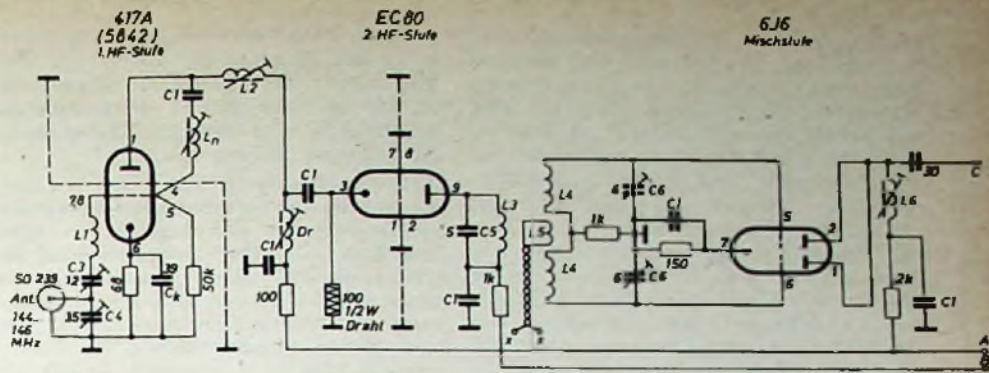 417A
(5842)
1. HF-Stufe
EC 80
2. HF-Stufe
6J6
Mischstufe
L2
C1
Ln
1
4
5
7,8
L1
6
C3
12
SO 239
Ant.
144-
146
MHz
35
C4
68
39
Ck
50k
C1
3
Dr
C1
100
100
1/2 W
Draht
7 8
9
1 2
L3
5
C5
1k
C1
L4
L5
L4
x x
1k
6
C6
C1
150
6
C6
7
5
6
2
1
30
C
L6
2k
C1
A
B